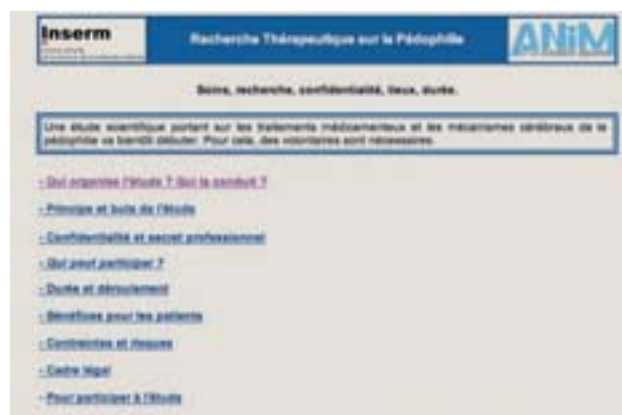 Inserm
Recherche Thérapeutique sur la Pédophilie
ANiM
Soins, recherche, confidentialité, lieux, durée.
Une étude scientifique portant sur les traitements médicamenteux et les mécanismes cérébraux de la
pédophilie va bientôt débuter. Pour cela, des volontaires sont nécessaires.
- Qui organise l'étude ? Qui la conduit ?
- Principe et buts de l'étude
- Confidentialité et secret professionnel
- Qui peut participer ?
- Durée et déroulement
- Bénéfices pour les patients
- Contraintes et risques
- Cadre légal
- Pour participer à l'étude